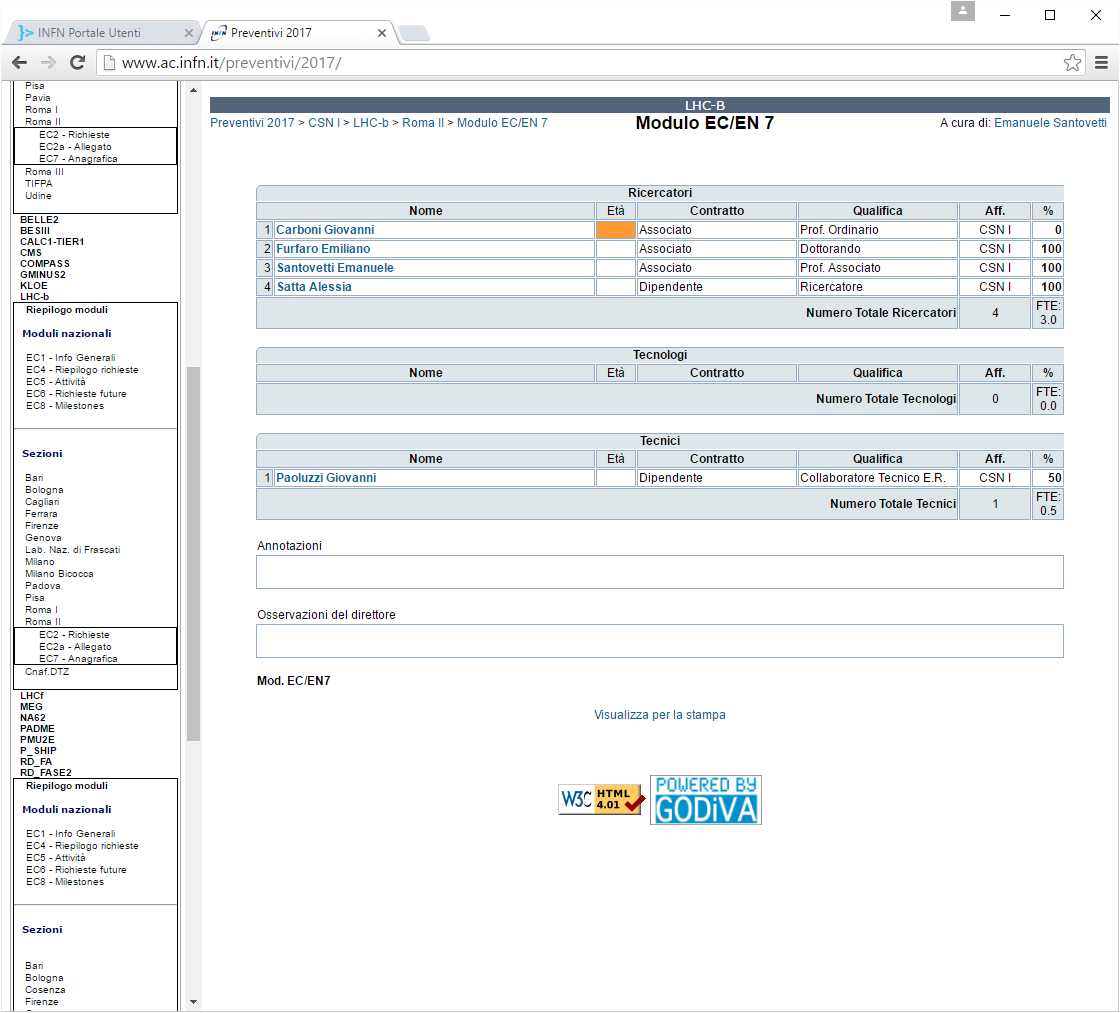 INFN Portale Utenti
Preventivi 2017
www.ac.infn.it/preventivi/2017/
Pisa
Pavia
Roma I
Roma II
EC2 - Richieste
EC2a - Allegato
EC7 - Anagrafica
Roma III
TIFPA
Udine
BELLE2
BESIII
CALC1-TIER1
CMS
COMPASS
GMINUS2
KLOE
LHC-b
Riepilogo moduli
Moduli nazionali
EC1 - Info Generali
EC4 - Riepilogo richieste
EC5 - Attività
EC6 - Richieste future
EC8 - Milestones
Sezioni
Bari
Bologna
Cagliari
Ferrara
Firenze
Genova
Lab. Naz. di Frascati
Milano
Milano Bicocca
Padova
Pisa
Roma I
Roma II
EC2 - Richieste
EC2a - Allegato
EC7 - Anagrafica
Cnaf.DTZ
LHCf
MEG
NA62
PADME
PMU2E
P_SHIP
RD_FA
RD_FASE2
Riepilogo moduli
Moduli nazionali
EC1 - Info Generali
EC4 - Riepilogo richieste
EC5 - Attività
EC6 - Richieste future
EC8 - Milestones
Sezioni
Bari
Bologna
Cosenza
Firenze
LHC-B
Preventivi 2017 > CSN I > LHC-b > Roma II > Modulo EC/EN 7
Modulo EC/EN 7
A cura di: Emanuele Santovetti
Ricercatori
Nome Età Contratto Qualifica Aff. %
1 Carboni Giovanni Associato Prof. Ordinario CSN I 0
2 Furfaro Emiliano Associato Dottorando CSN I 100
3 Santovetti Emanuele Associato Prof. Associato CSN I 100
4 Satta Alessia Dipendente Ricercatore CSN I 100
Numero Totale Ricercatori 4 FTE:
3.0
Tecnologi
Nome Età Contratto Qualifica Aff. %
Numero Totale Tecnologi 0 FTE:
0.0
Tecnici
Nome Età Contratto Qualifica Aff. %
1 Paoluzzi Giovanni Dipendente Collaboratore Tecnico E.R. CSN I 50
Numero Totale Tecnici 1 FTE:
0.5
Annotazioni
Osservazioni del direttore
Mod. EC/EN7
Visualizza per la stampa
W3C HTML
4.01
POWERED BY
GODiVA